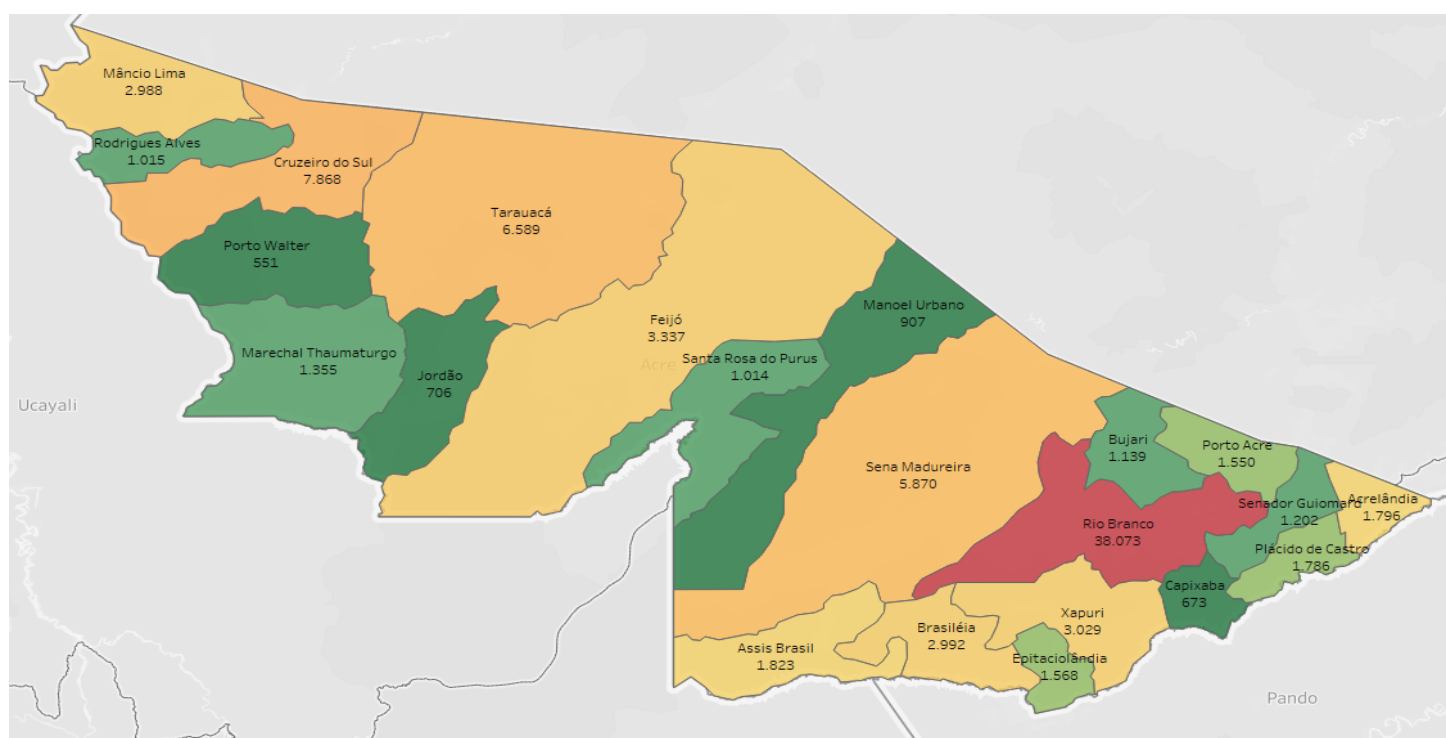 Mâncio Lima
2.988
Rodrigues Alves
1.015
Cruzeiro do Sul
7.868
Tarauacá
6.589
Porto Walter
551
Manoel Urbano
907
Feijó
3.337
Marechal Thaumaturgo
1.355
Santa Rosa do Purus
1.014
Acre
Jordão
706
Ucayali
Bujari
1.139
Porto Acre
1.550
Sena Madureira
5.870
Acrelândia
1.796
Senador Guiomard
1.202
Rio Branco
38.073
Plácido de Castro
1.786
Capixaba
673
Xapuri
3.029
Brasiléia
2.992
Assis Brasil
1.823
Epitaciolândia
1.568
Pando